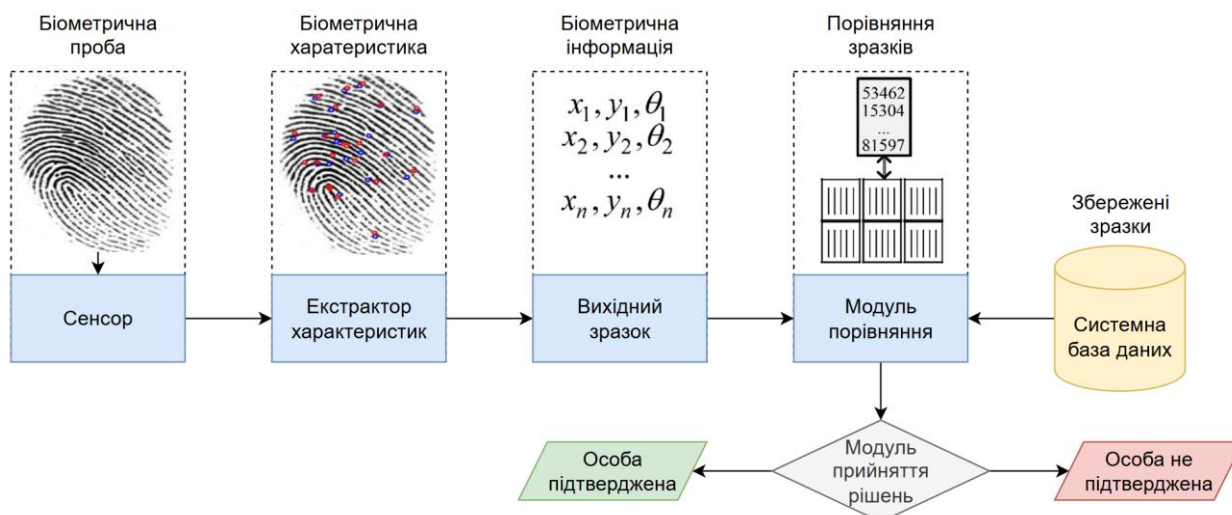 Біометрична
проба
Біометрична
харатеристика
Біометрична
інформація
Порівняння
зразків
x₁, y₁, θ₁
x₂, y₂, θ₂
...
xₙ, yₙ, θₙ
53462
15304
...
81597
Збережені
зразки
Сенсор
Екстрактор
характеристик
Вихідний
зразок
Модуль
порівняння
Системна
база даних
Особа
підтверджена
Модуль
прийняття
рішень
Особа не
підтверджена